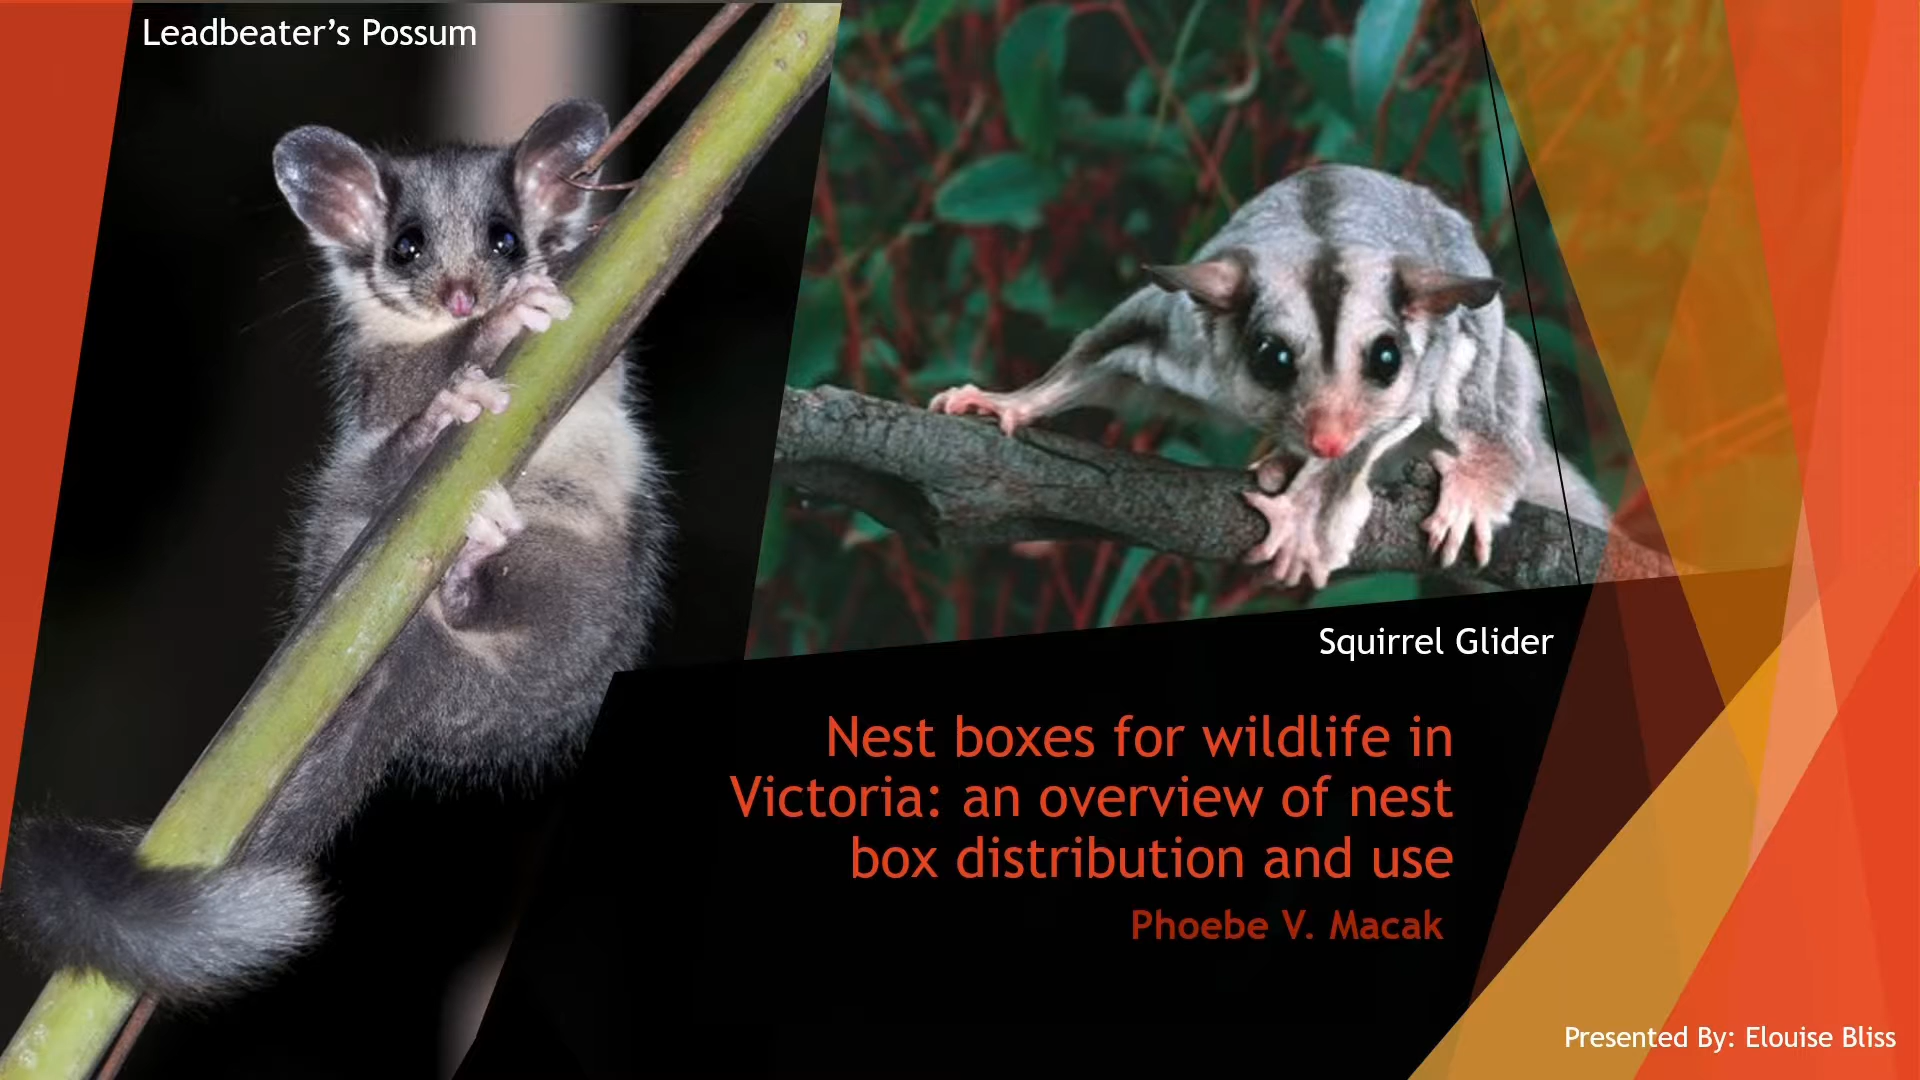 Leadbeater’s Possum
Squirrel Glider
Nest boxes for wildlife in
Victoria: an overview of nest
box distribution and use
Phoebe V. Macak
Presented By: Elouise Bliss